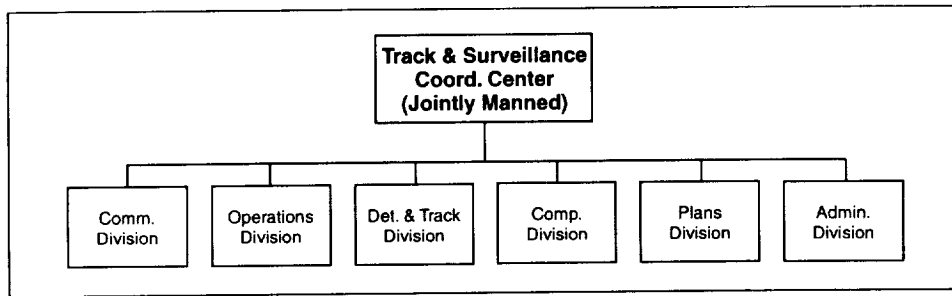 Track & Surveillance
Coord. Center
(Jointly Manned)
Comm.
Division
Operations
Division
Det. & Track
Division
Comp.
Division
Plans
Division
Admin.
Division